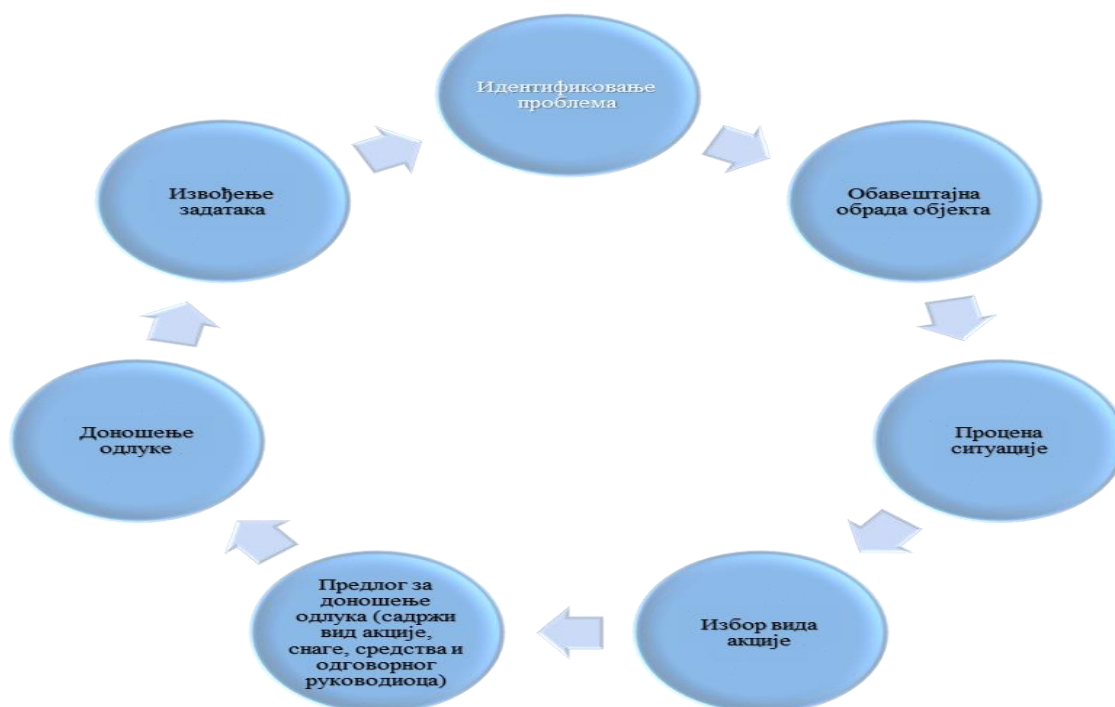 Идентификовање
проблема
Обавештајна
обрада објекта
Процена
ситуације
Избор вида
акције
Предлог за
доношење
одлука (садржи
вид акције,
снаге, средства и
одговорног
руководиоца)
Доношење
одлуке
Извођење
задатака